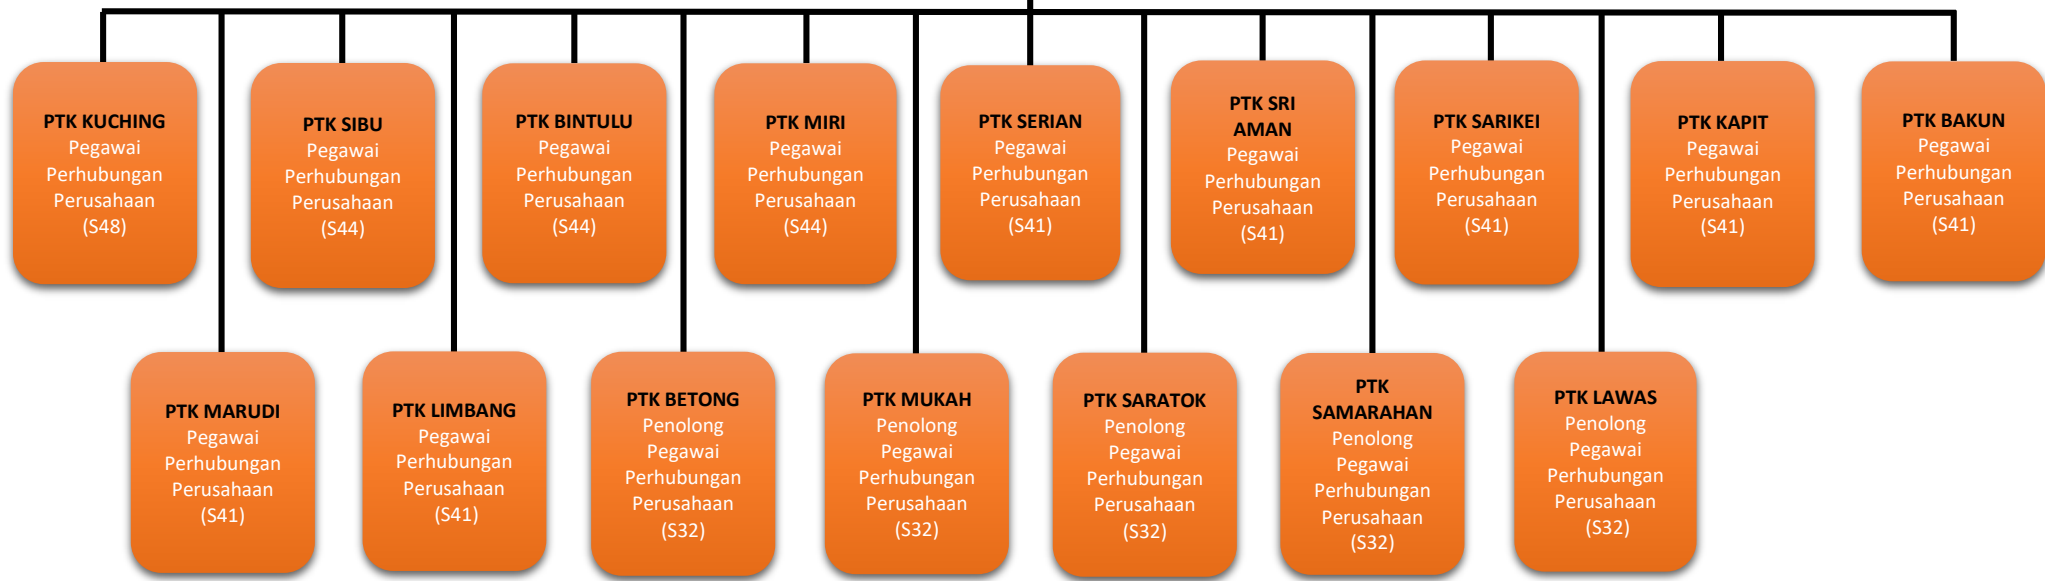 PTK KUCHING
Pegawai
Perhubungan
Perusahaan
(S48)
PTK SIBU
Pegawai
Perhubungan
Perusahaan
(S44)
PTK BINTULU
Pegawai
Perhubungan
Perusahaan
(S44)
PTK MIRI
Pegawai
Perhubungan
Perusahaan
(S44)
PTK SERIAN
Pegawai
Perhubungan
Perusahaan
(S41)
PTK SRI
AMAN
Pegawai
Perhubungan
Perusahaan
(S41)
PTK SARIKEI
Pegawai
Perhubungan
Perusahaan
(S41)
PTK KAPIT
Pegawai
Perhubungan
Perusahaan
(S41)
PTK BAKUN
Pegawai
Perhubungan
Perusahaan
(S41)
PTK MARUDI
Pegawai
Perhubungan
Perusahaan
(S41)
PTK LIMBANG
Pegawai
Perhubungan
Perusahaan
(S41)
PTK BETONG
Penolong
Pegawai
Perhubungan
Perusahaan
(S32)
PTK MUKAH
Penolong
Pegawai
Perhubungan
Perusahaan
(S32)
PTK SARATOK
Penolong
Pegawai
Perhubungan
Perusahaan
(S32)
PTK
SAMARAHAN
Penolong
Pegawai
Perhubungan
Perusahaan
(S32)
PTK LAWAS
Penolong
Pegawai
Perhubungan
Perusahaan
(S32)